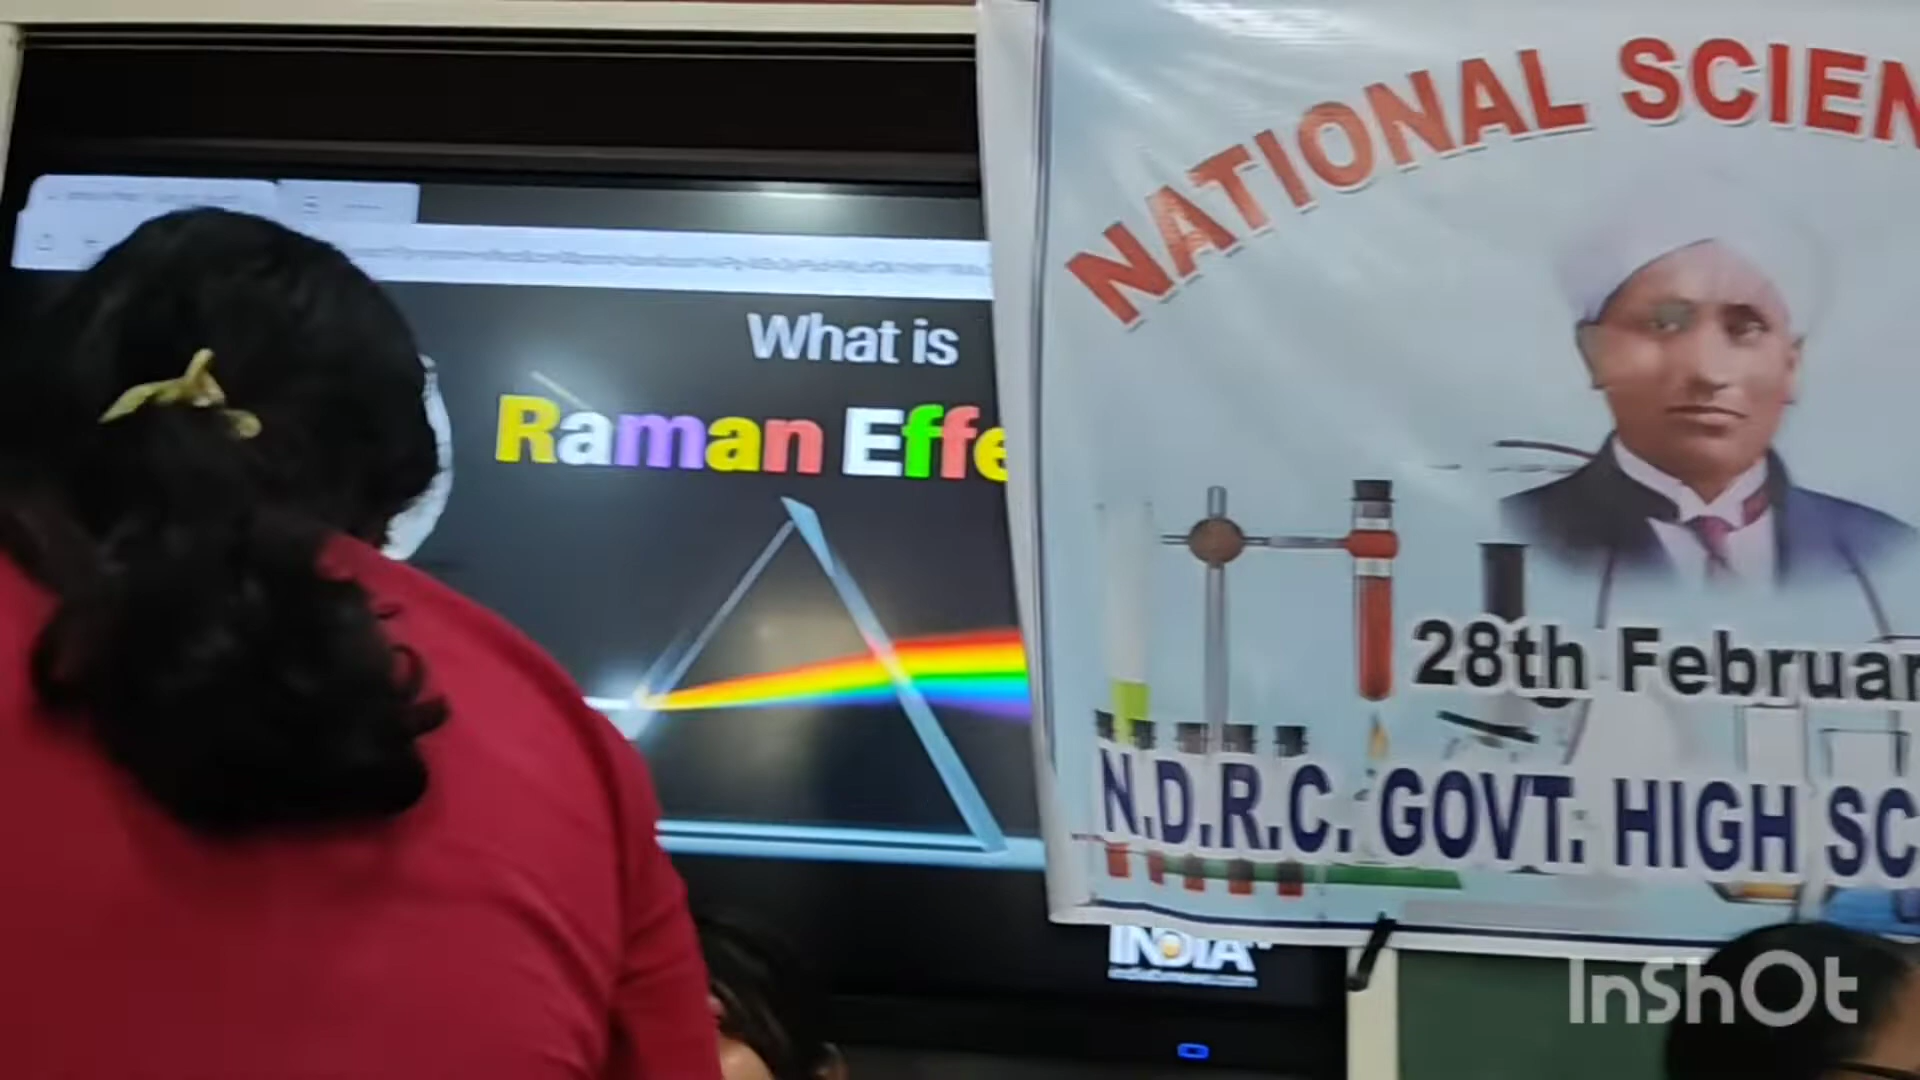 What is
Raman Effe
INDIA
NATIONAL SCIEN
28th Februar
N.D.R.C. GOVT. HIGH SC
InShOt